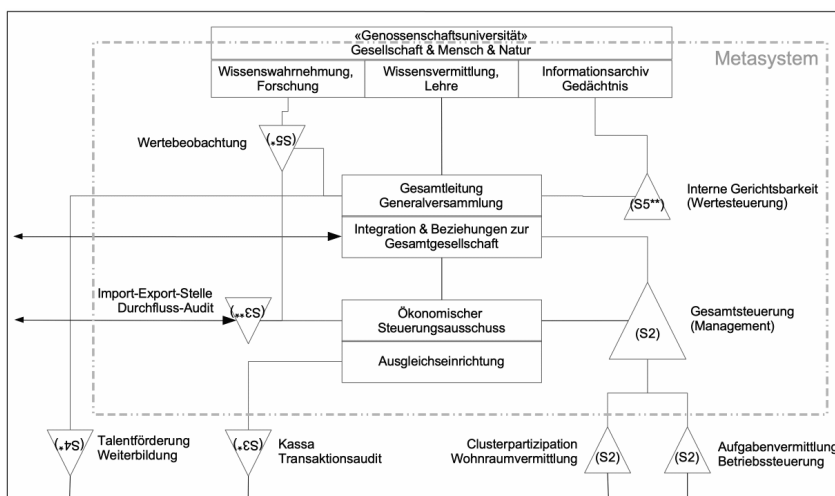 «Genossenschaftsuniversität»
Gesellschaft & Mensch & Natur
Metasystem
Wissenswahrnehmung,
Forschung
Wissensvermittlung,
Lehre
Informationsarchiv
Gedächtnis
Wertebeobachtung
(S5*)
Gesamtleitung
Generalversammlung
Interne Gerichtsbarkeit
(Wertesteuerung)
(S5**)
Integration & Beziehungen zur
Gesamtgesellschaft
Import-Export-Stelle
Durchfluss-Audit
(S3**)
Ökonomischer
Steuerungsausschuss
Gesamtsteuerung
(Management)
(S2)
Ausgleichseinrichtung
(S4*)
Talentförderung
Weiterbildung
(S3*)
Kassa
Transaktionsaudit
Clusterpartizipation
Wohnraumvermittlung
(S2)
(S2)
Aufgabenvermittlung
Betriebssteuerung